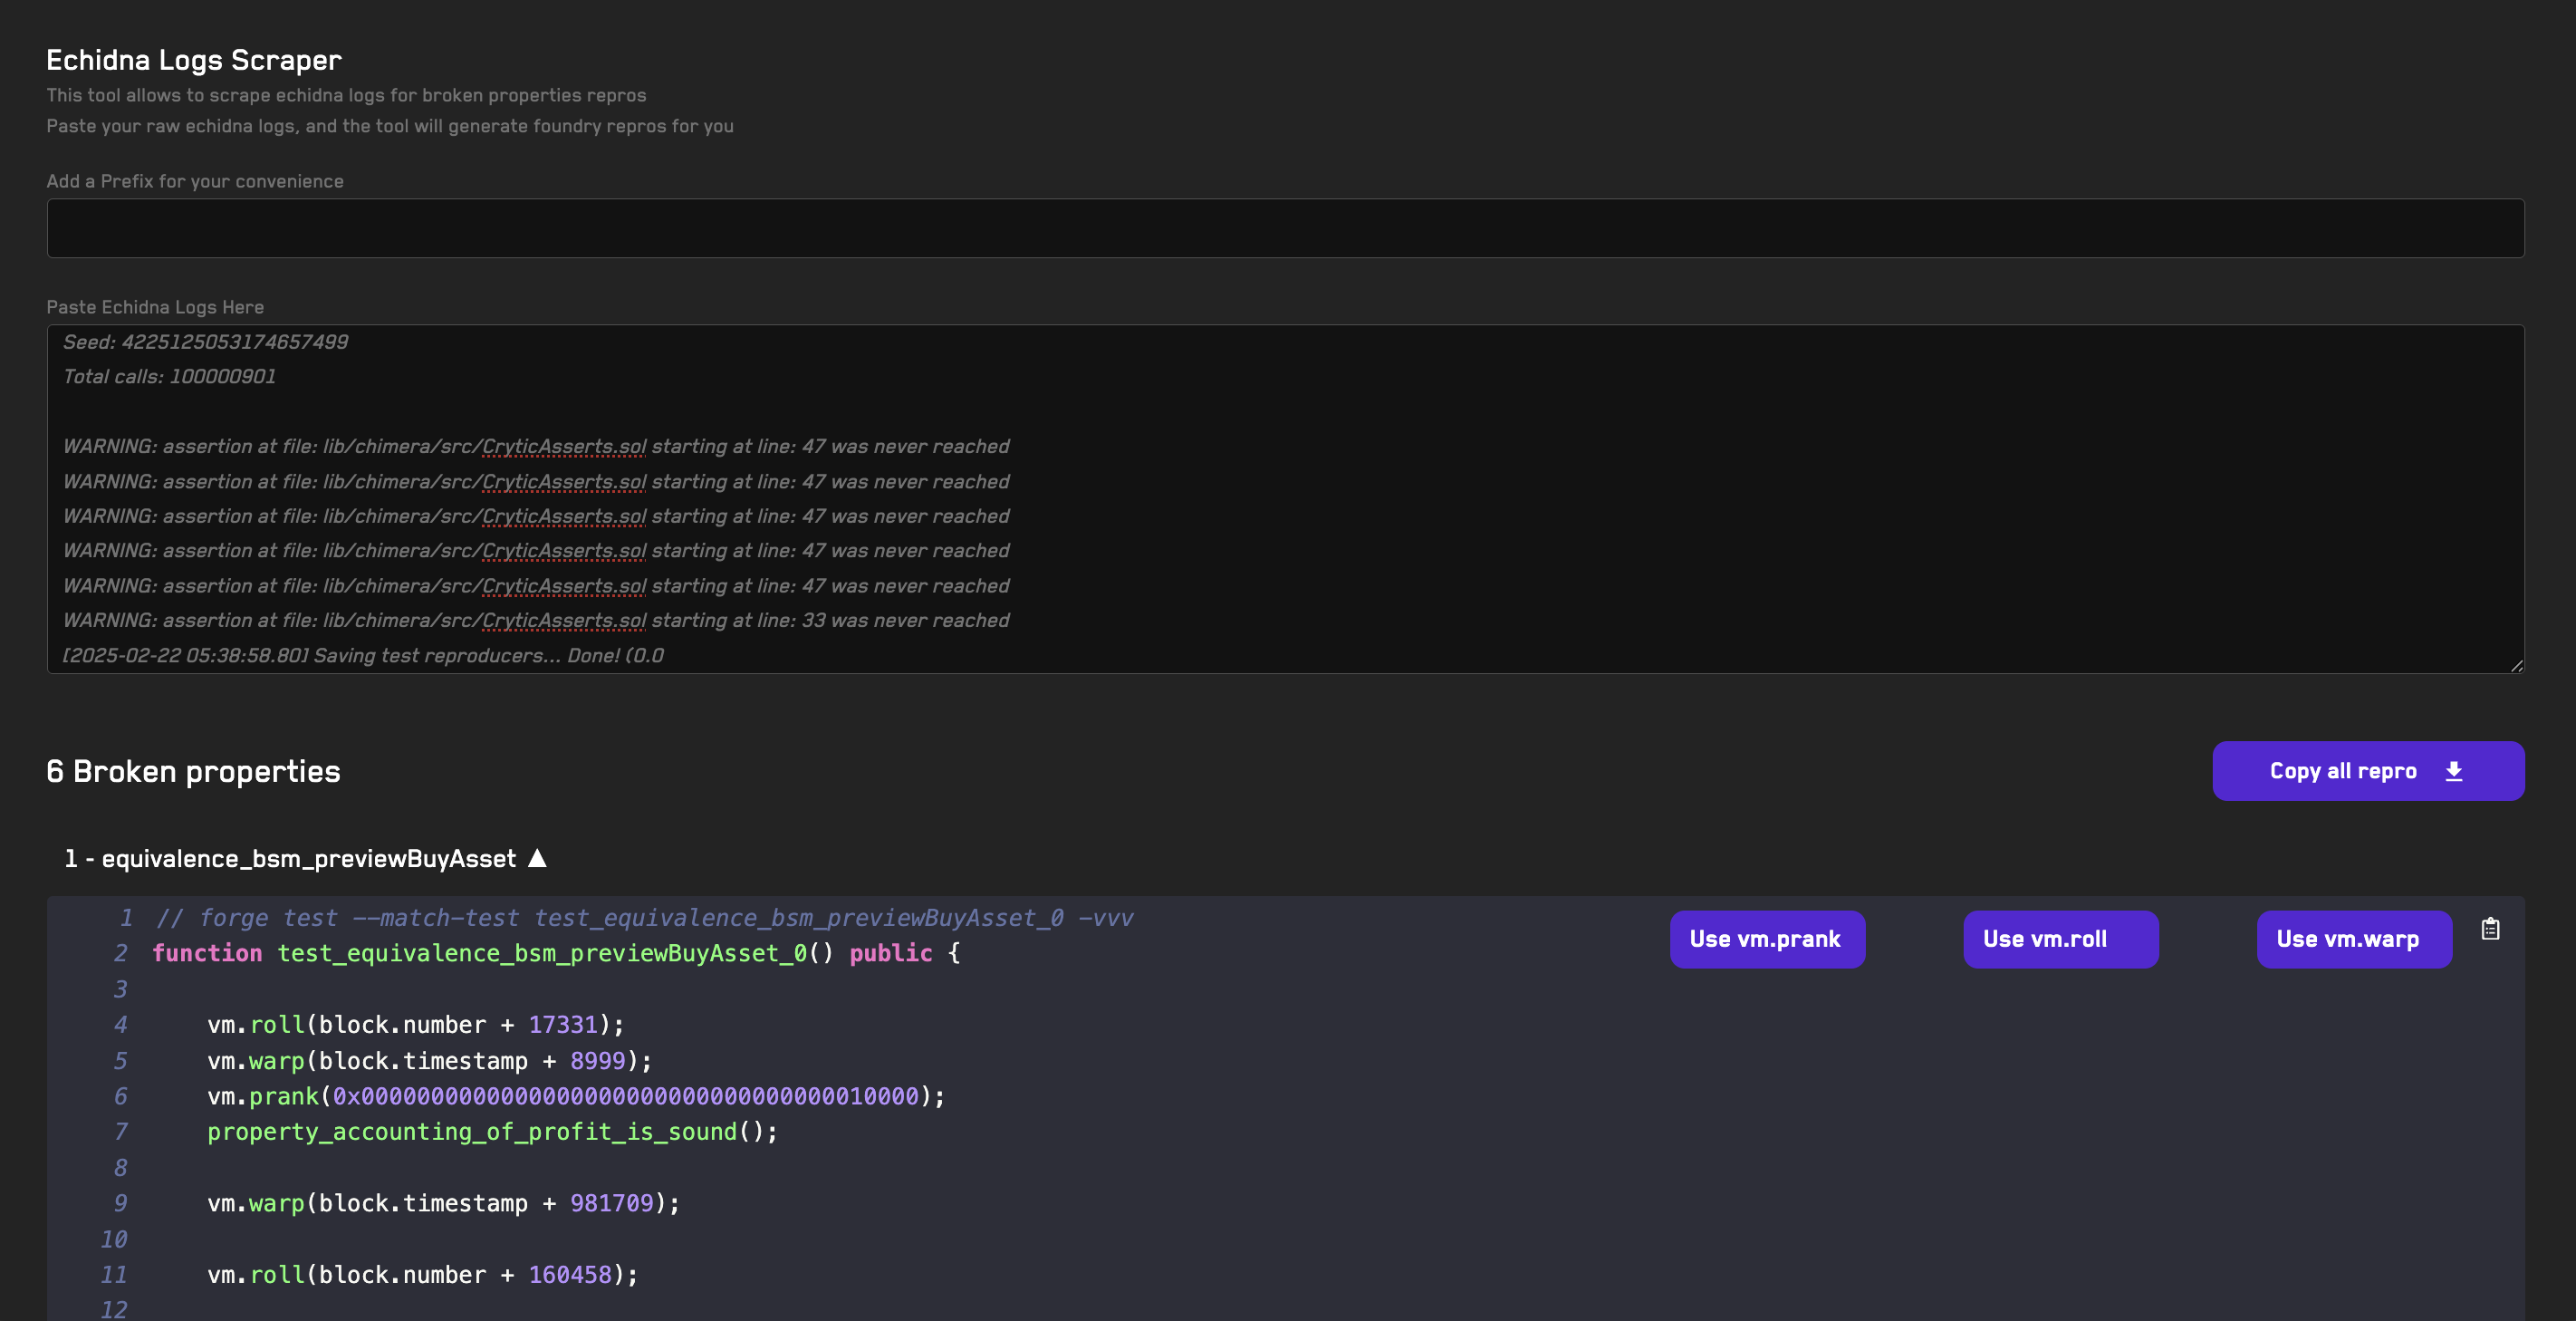 Echidna Logs Scraper
This tool allows to scrape echidna logs for broken properties repros
Paste your raw echidna logs, and the tool will generate foundry repros for you
Add a Prefix for your convenience
Paste Echidna Logs Here
Seed: 4225125053174657499
Total calls: 100000901
WARNING: assertion at file: lib/chimera/src/CryticAsserts.sol starting at line: 47 was never reached
WARNING: assertion at file: lib/chimera/src/CryticAsserts.sol starting at line: 47 was never reached
WARNING: assertion at file: lib/chimera/src/CryticAsserts.sol starting at line: 47 was never reached
WARNING: assertion at file: lib/chimera/src/CryticAsserts.sol starting at line: 47 was never reached
WARNING: assertion at file: lib/chimera/src/CryticAsserts.sol starting at line: 47 was never reached
WARNING: assertion at file: lib/chimera/src/CryticAsserts.sol starting at line: 33 was never reached
[2025-02-22 05:38:58.80] Saving test reproducers... Done! (0.0
6 Broken properties
Copy all repro
1 - equivalence_bsm_previewBuyAsset ▲
1 // forge test --match-test test_equivalence_bsm_previewBuyAsset_0 -vvv
Use vm.prank Use vm.roll Use vm.warp
2 function test_equivalence_bsm_previewBuyAsset_0() public {
3
4 vm.roll(block.number + 17331);
5 vm.warp(block.timestamp + 8999);
6 vm.prank(0x0000000000000000000000000000000000010000);
7 property_accounting_of_profit_is_sound();
8
9 vm.warp(block.timestamp + 981709);
10
11 vm.roll(block.number + 160458);
12